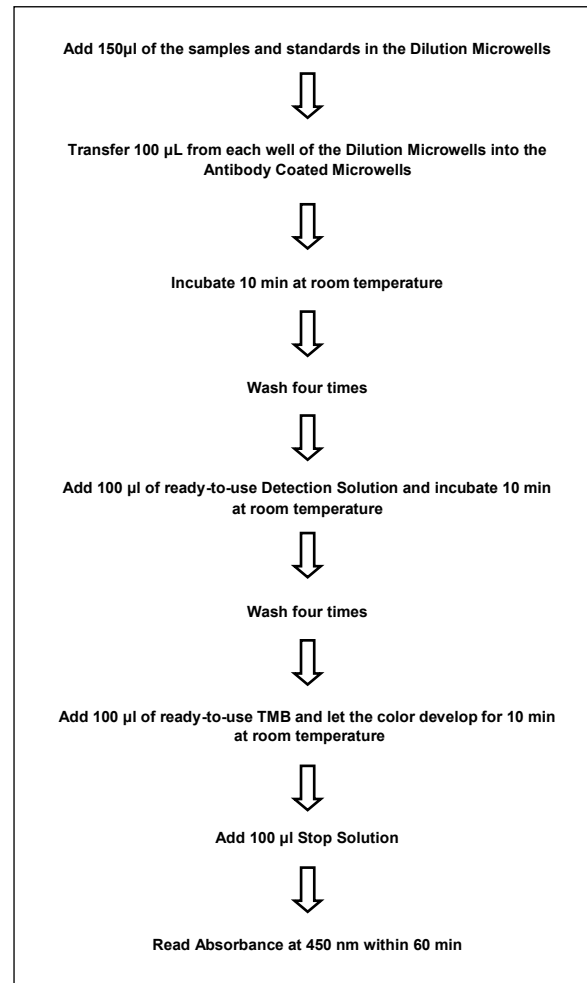 Add 150µl of the samples and standards in the Dilution Microwells
Transfer 100 µL from each well of the Dilution Microwells into the
Antibody Coated Microwells
Incubate 10 min at room temperature
Wash four times
Add 100 µl of ready-to-use Detection Solution and incubate 10 min
at room temperature
Wash four times
Add 100 µl of ready-to-use TMB and let the color develop for 10 min
at room temperature
Add 100 µl Stop Solution
Read Absorbance at 450 nm within 60 min